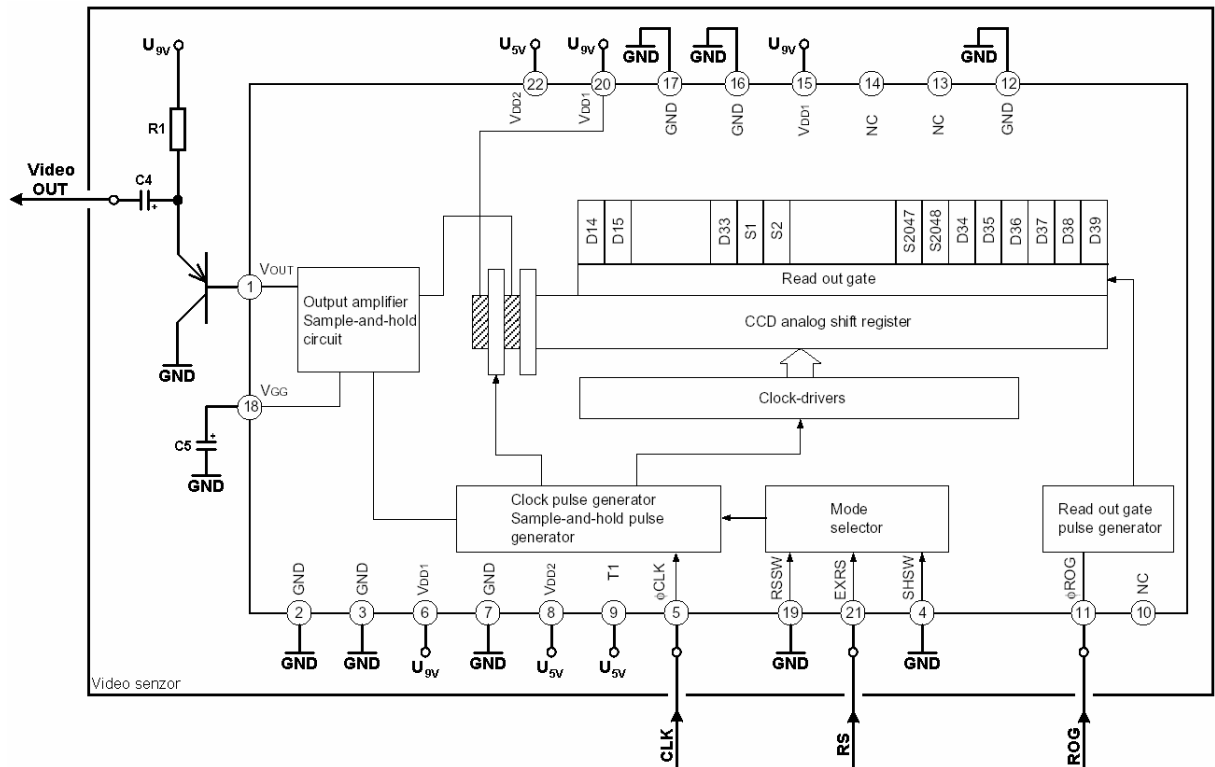 U9V
U5V
U9V
GND
GND
U9V
GND
22
20
17
16
15
14
13
12
VDD2
VDD1
GND
GND
VDD1
NC
NC
GND
R1
Video
OUT
C4
+
D14
D15
D33
S1
S2
S2047
S2048
D34
D35
D36
D37
D38
D39
Read out gate
CCD analog shift register
Clock-drivers
1
VOUT
Output amplifier
Sample-and-hold
circuit
GND
18
VGG
C5
+
GND
Clock pulse generator
Sample-and-hold pulse
generator
Mode
selector
Read out gate
pulse generator
GND
GND
VDD1
GND
VDD2
T1
ϕCLK
RSSW
EXRS
SHSW
ϕROG
NC
2
3
6
7
8
9
5
19
21
4
11
10
GND
GND
U9V
GND
U5V
U5V
GND
GND
Video senzor
CLK
RS
ROG